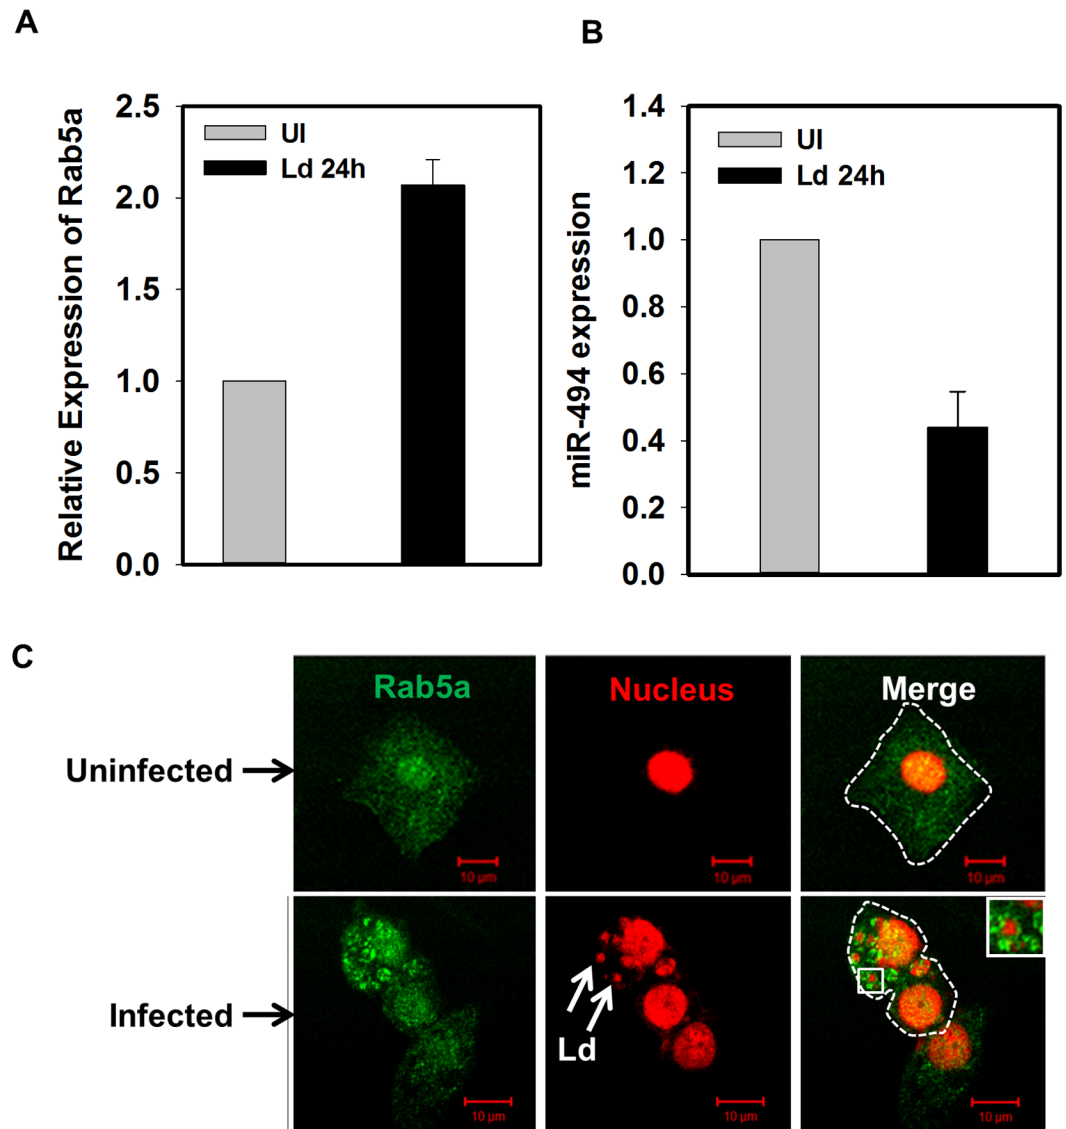 A
B
Relative Expression of Rab5a
2.5
2.0
1.5
1.0
0.5
0.0
UI
Ld 24h
miR-494 expression
1.4
1.2
1.0
0.8
0.6
0.4
0.2
0.0
UI
Ld 24h
C
Rab5a
Nucleus
Merge
Uninfected
10 μm
10 μm
10 μm
Infected
Ld
10 μm
10 μm
10 μm